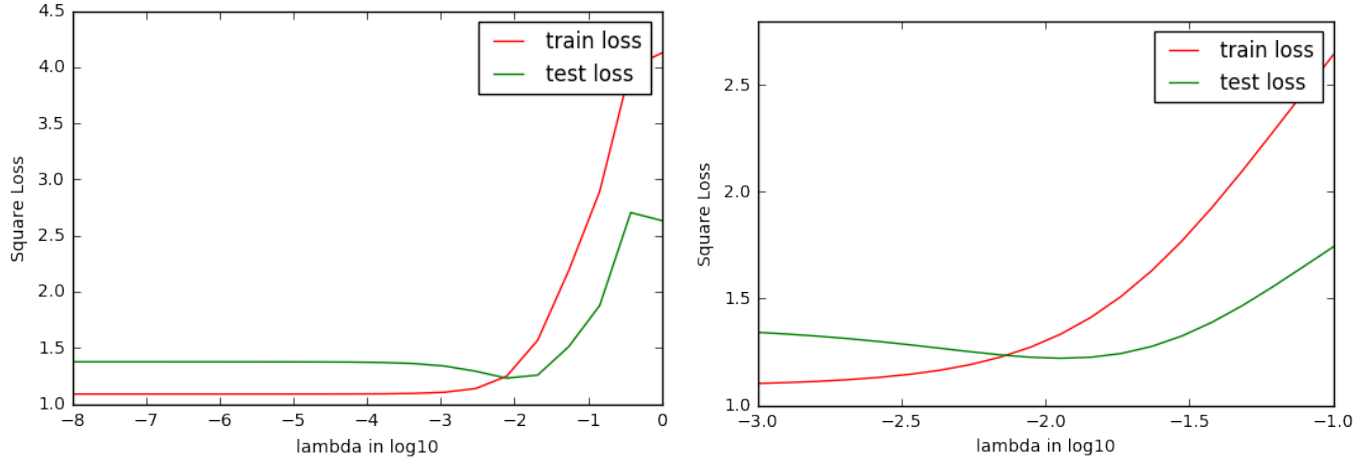 4.5
4.0
3.5
3.0
2.5
2.0
1.5
1.0
Square Loss
train loss
test loss
−8 −7 −6 −5 −4 −3 −2 −1 0
lambda in log10
2.5
2.0
1.5
1.0
Square Loss
train loss
test loss
−3.0 −2.5 −2.0 −1.5 −1.0
lambda in log10